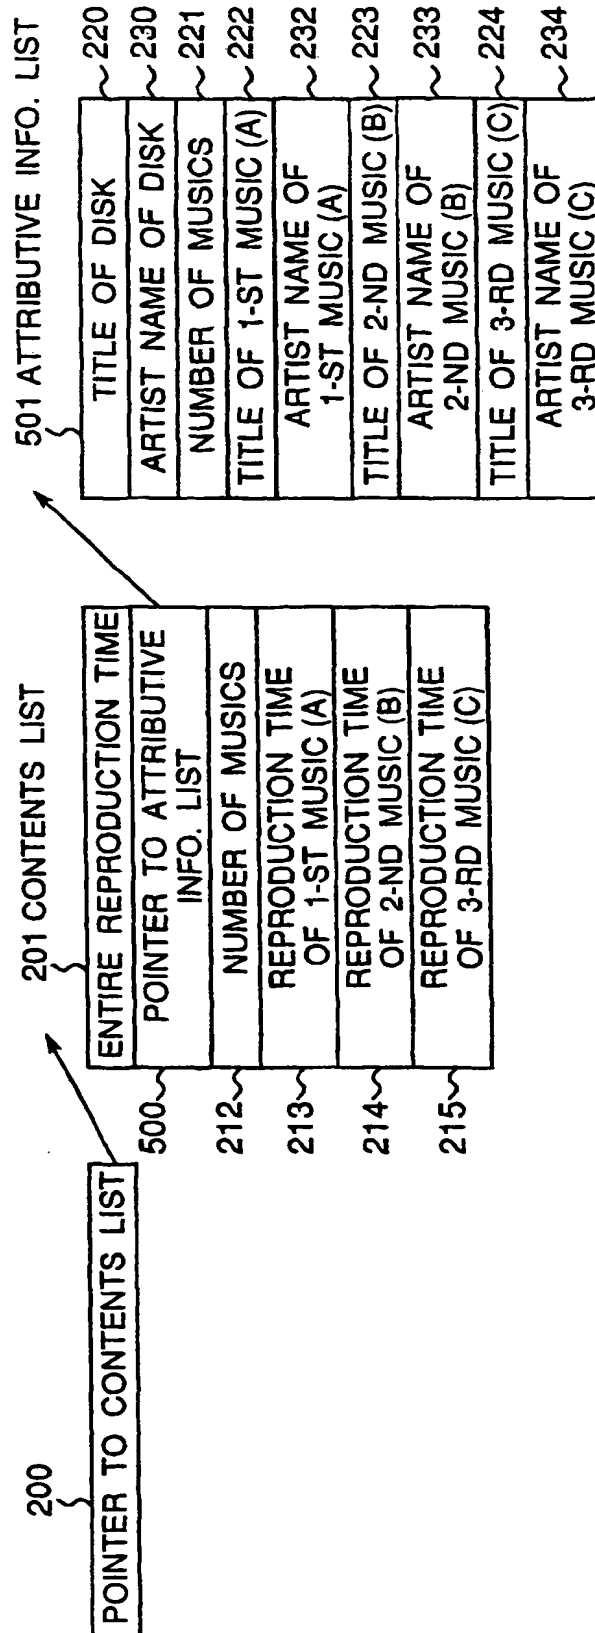 200
POINTER TO CONTENTS LIST
201 CONTENTS LIST
ENTIRE REPRODUCTION TIME
500
POINTER TO ATTRIBUTIVE
INFO. LIST
212
NUMBER OF MUSICS
213
REPRODUCTION TIME
OF 1-ST MUSIC (A)
214
REPRODUCTION TIME
OF 2-ND MUSIC (B)
215
REPRODUCTION TIME
OF 3-RD MUSIC (C)
501 ATTRIBUTIVE INFO. LIST
TITLE OF DISK
220
ARTIST NAME OF DISK
230
NUMBER OF MUSICS
221
TITLE OF 1-ST MUSIC (A)
222
ARTIST NAME OF
1-ST MUSIC (A)
232
TITLE OF 2-ND MUSIC (B)
223
ARTIST NAME OF
2-ND MUSIC (B)
233
TITLE OF 3-RD MUSIC (C)
224
ARTIST NAME OF
3-RD MUSIC (C)
234